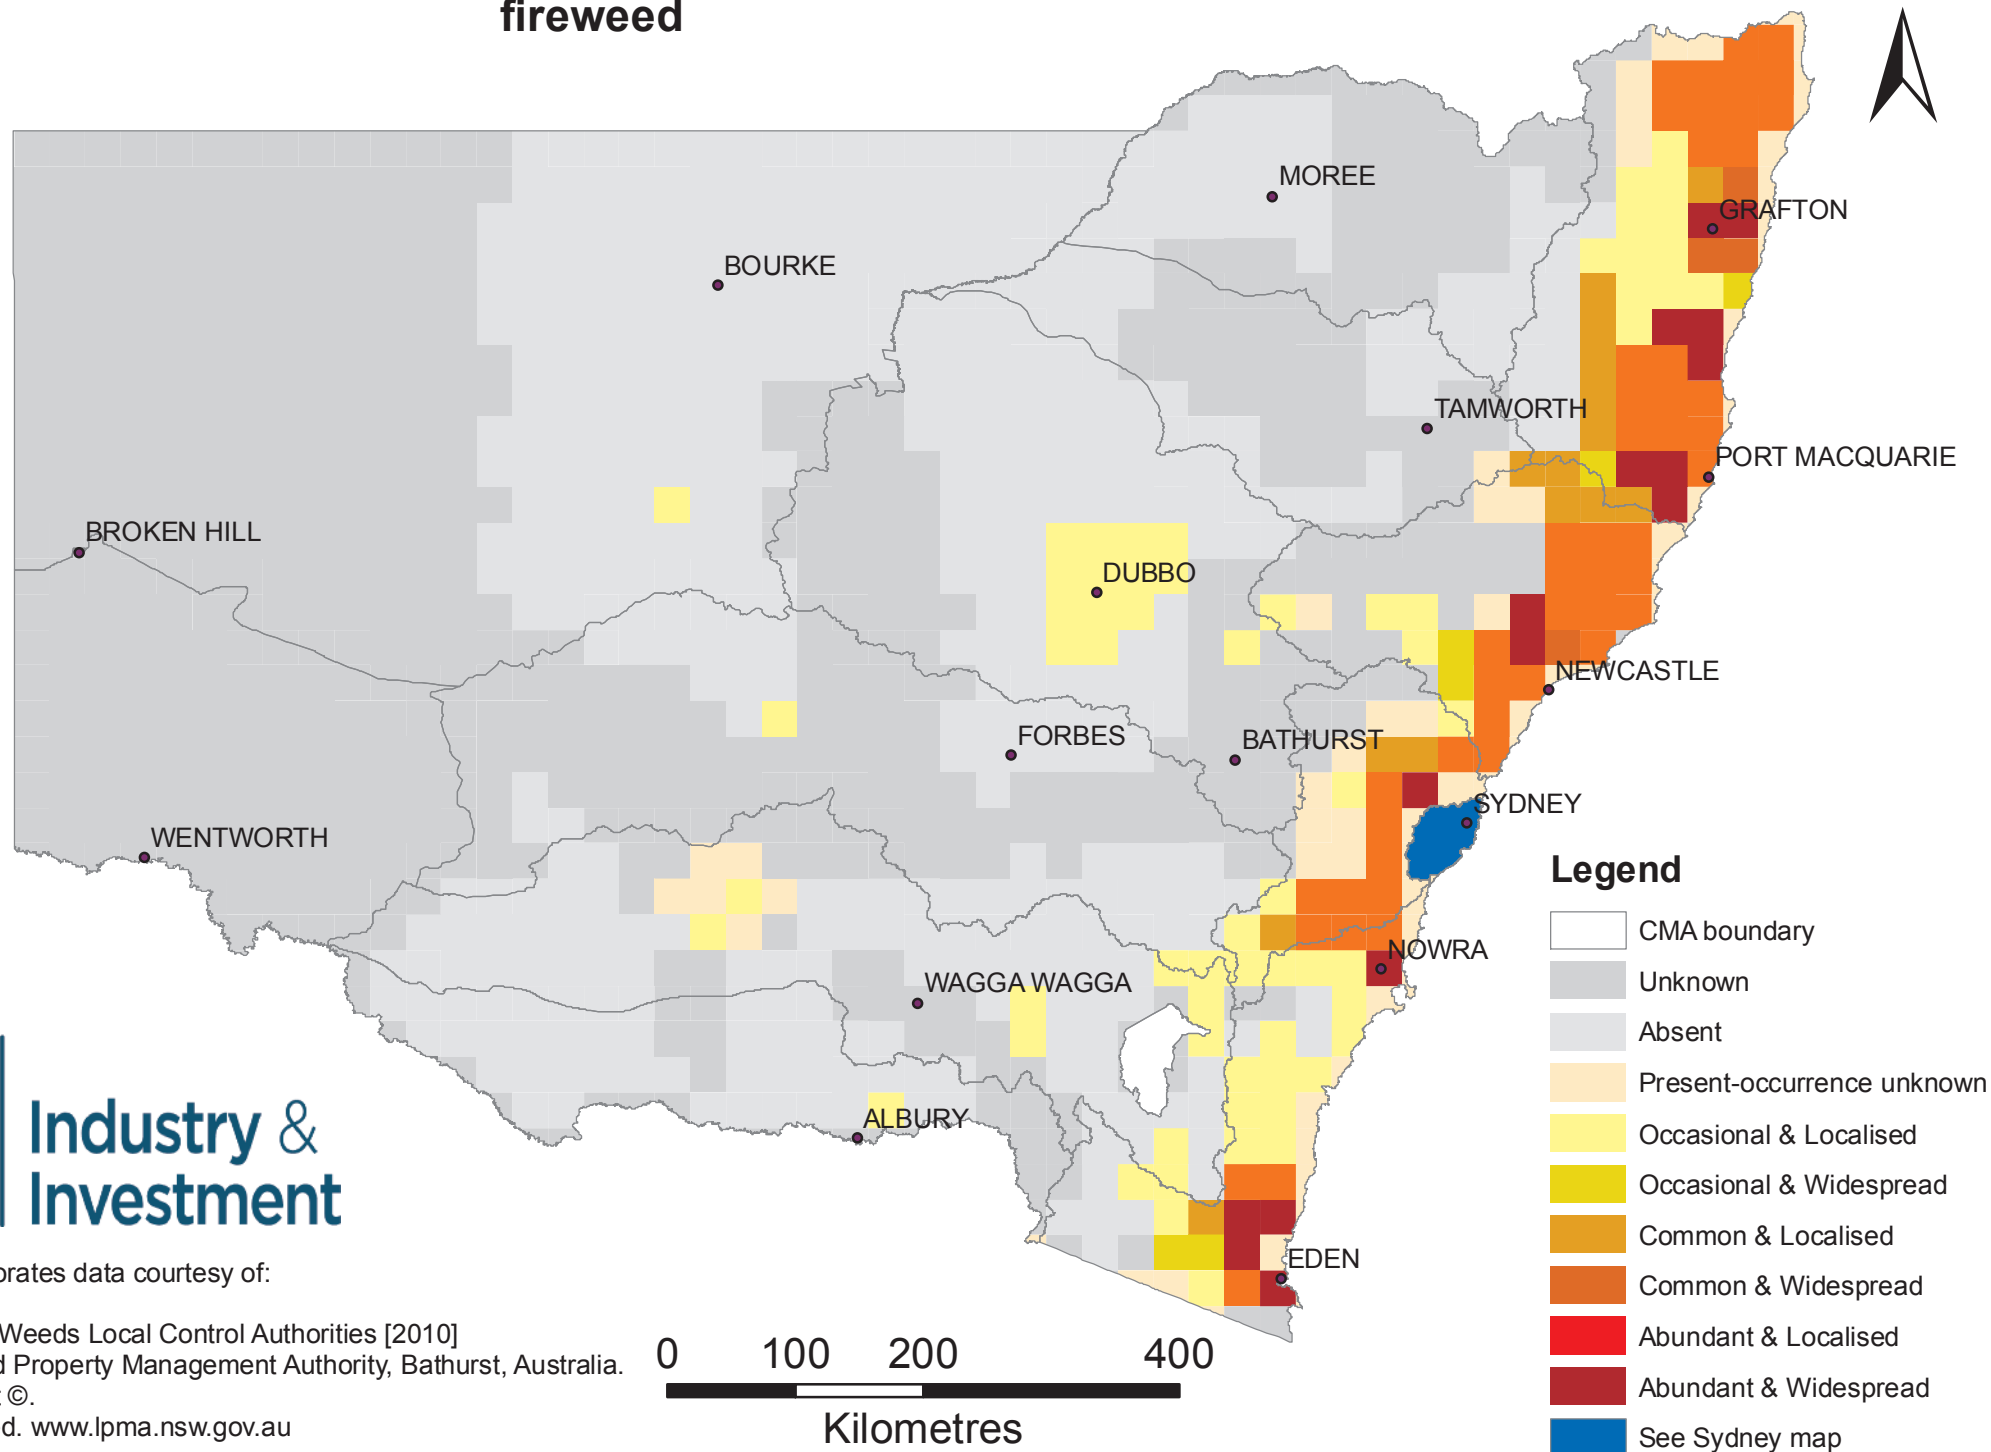 fireweed
MOREE
GRAFTON
BOURKE
TAMWORTH
PORT MACQUARIE
BROKEN HILL
DUBBO
NEWCASTLE
FORBES
BATHURST
SYDNEY
WENTWORTH
NOWRA
WAGGA WAGGA
ALBURY
EDEN
Legend
CMA boundary
Unknown
Absent
Present-occurrence unknown
Occasional & Localised
Occasional & Widespread
Common & Localised
Common & Widespread
Abundant & Localised
Abundant & Widespread
See Sydney map
Industry &
Investment
data courtesy of:
Weeds Local Control Authorities [2010]
Property Management Authority, Bathurst, Australia.
©.
www.lpma.nsw.gov.au
0 100 200 400
Kilometres